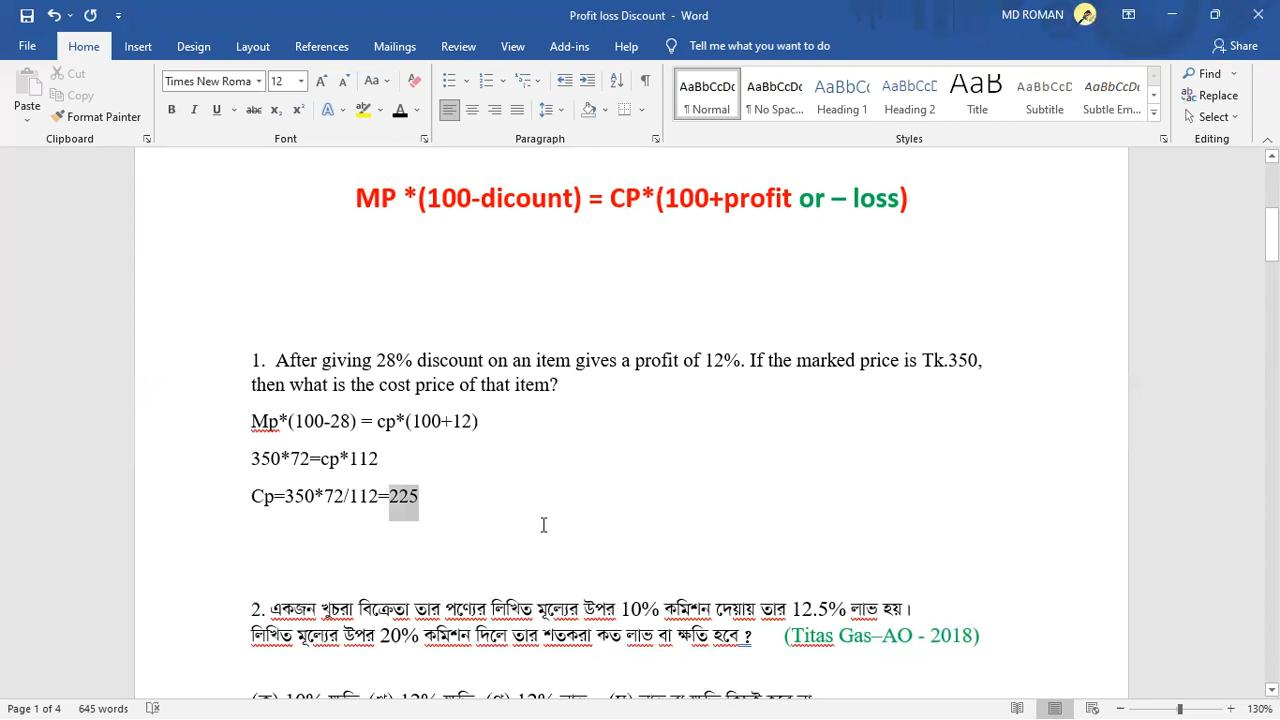 Profit loss Discount - Word
MD ROMAN
File Home Insert Design Layout References Mailings Review View Add-ins Help Tell me what you want to do Share
Paste
Cut
Copy
Format Painter
Times New Roma 12
AaBbCcDc AaBbCcDc AaBbCc AaBbCcC AaB AaBbCcD AaBbCcD
¶ Normal ¶ No Spac... Heading 1 Heading 2 Title Subtitle Subtle Em...
Find
Replace
Select
Clipboard Font Paragraph Styles Editing
MP *(100-dicount) = CP*(100+profit or – loss)
1. After giving 28% discount on an item gives a profit of 12%. If the marked price is Tk.350,
then what is the cost price of that item?
Mp*(100-28) = cp*(100+12)
350*72=cp*112
Cp=350*72/112=225
2. একজন খুচরা বিক্রেতা তার পণ্যের লিখিত মূল্যের উপর 10% কমিশন দেয়ায় তার 12.5% লাভ হয়।
লিখিত মূল্যের উপর 20% কমিশন দিলে তার শতকরা কত লাভ বা ক্ষতি হবে ? (Titas Gas–AO - 2018)
Page 1 of 4 645 words 130%